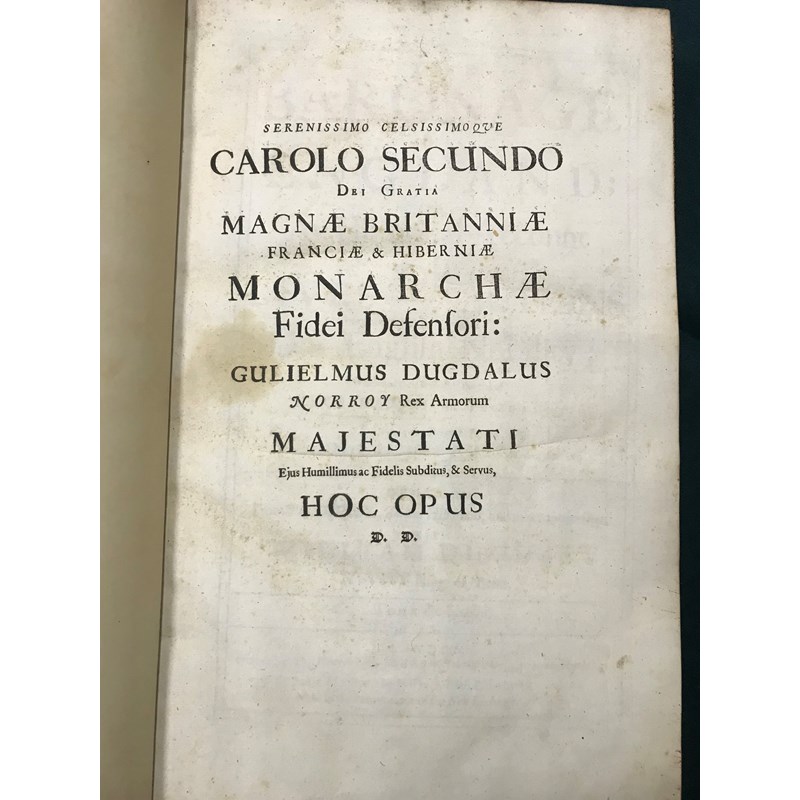 SERENISSIMO CELSISSIMOQVE
CAROLO SECUNDO
DEI GRATIA
MAGNÆ BRITANNIÆ
FRANCIÆ & HIBERNIÆ
MONARCHÆ
Fidei Defenſori:
GULIELMUS DUGDALUS
NORROY Rex Armorum
MAJESTATI
Ejus Humillimus ac Fidelis Subditus, & Servus,
HOC OPUS
D. D.